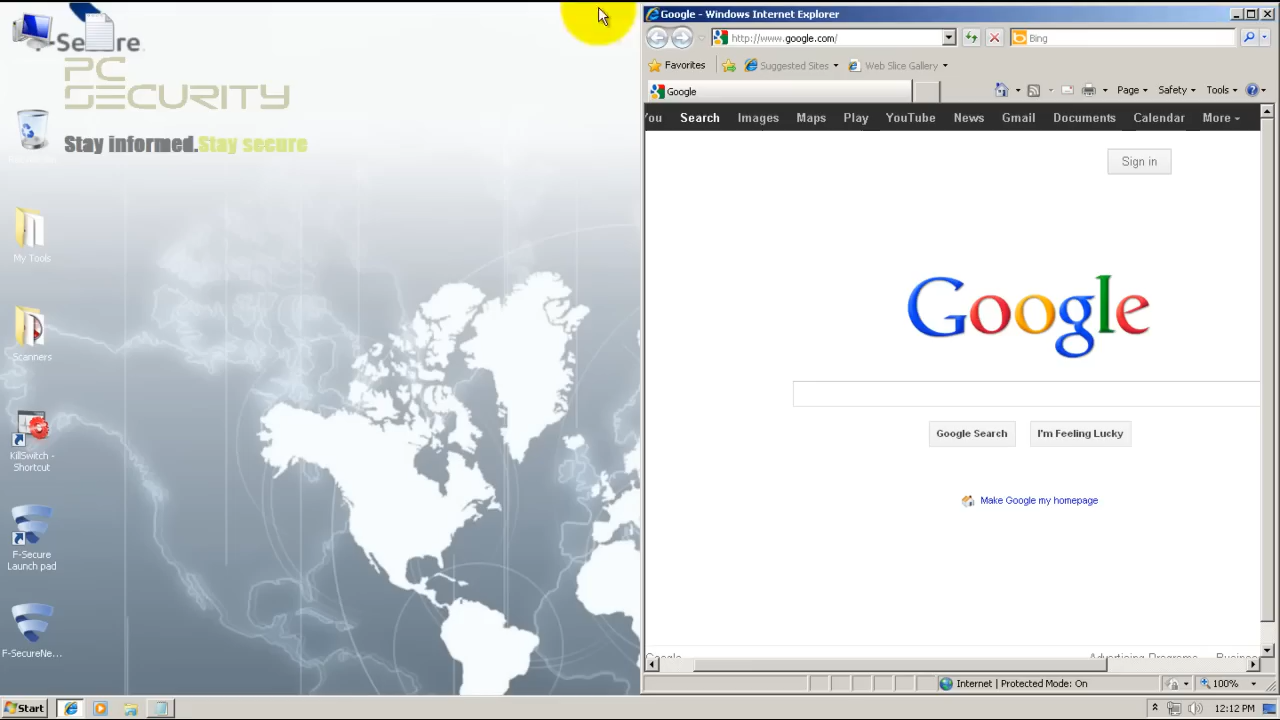 PC
SECURITY
Stay informed.Stay secure
My Tools
Scanners
KillSwitch -
Shortcut
F-Secure
Launch pad
F-SecureNe...
Google - Windows Internet Explorer
http://www.google.com/
Bing
Favorites
Suggested Sites
Web Slice Gallery
Google
Page
Safety
Tools
You Search Images Maps Play YouTube News Gmail Documents Calendar More
Sign in
Google
Google Search
I'm Feeling Lucky
Make Google my homepage
Internet | Protected Mode: On
100%
Start
12:12 PM